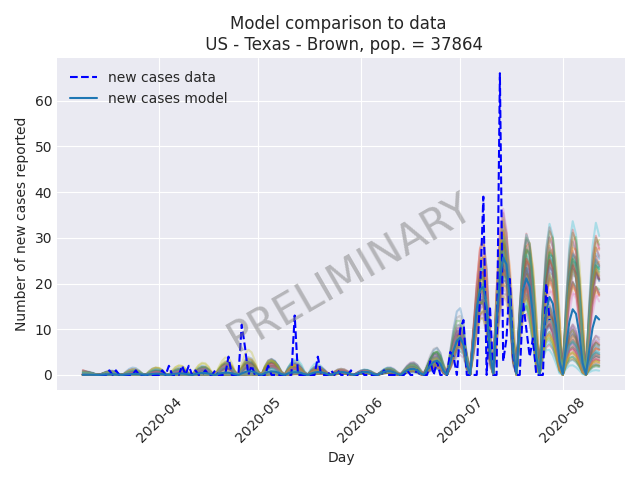 Model comparison to data
US - Texas - Brown, pop. = 37864
new cases data
new cases model
Number of new cases reported
60
50
40
30
20
10
0
PRELIMINARY
2020-04
2020-05
2020-06
2020-07
2020-08
Day